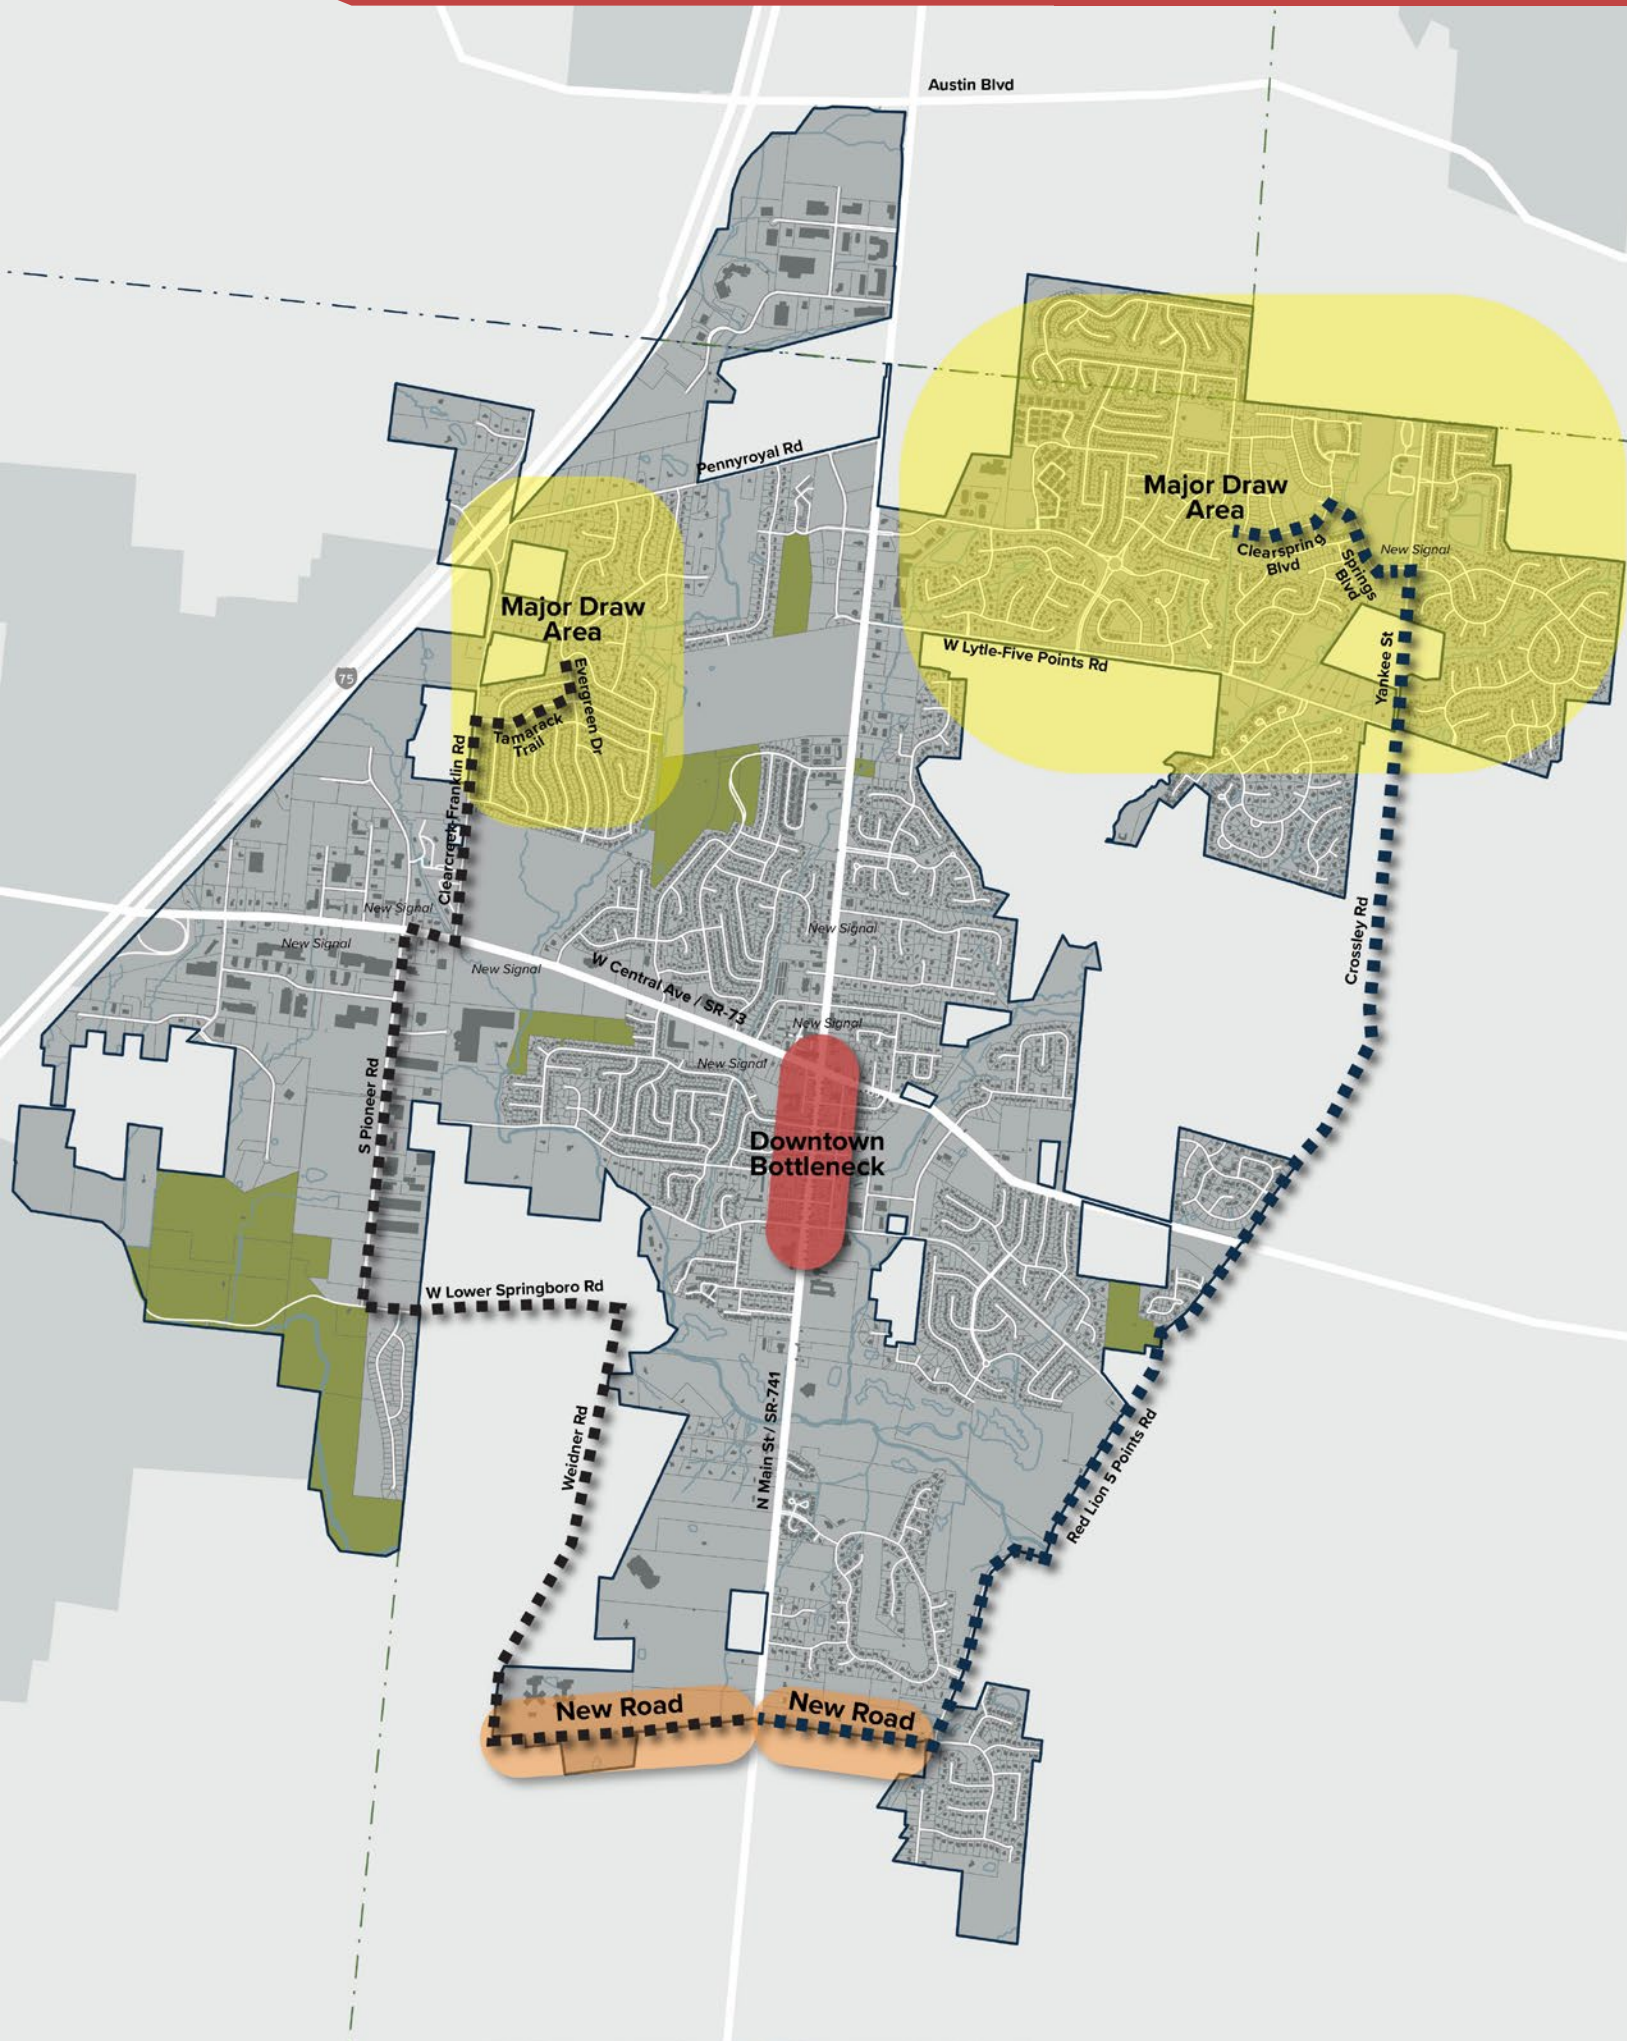 Austin Blvd
Pennyroyal Rd
Major Draw
Area
Clearspring
Blvd
Springs
Blvd
New Signal
Major Draw
Area
W Lytle-Five Points Rd
Yankee St
75
Evergreen Dr
Tamarack
Trail
Clearcreek-Franklin Rd
New Signal
New Signal
New Signal
New Signal
Crossley Rd
W Central Ave / SR-73
New Signal
New Signal
S Pioneer Rd
Downtown
Bottleneck
W Lower Springboro Rd
Weidner Rd
N Main St / SR-741
Red Lion 5 Points Rd
New Road
New Road